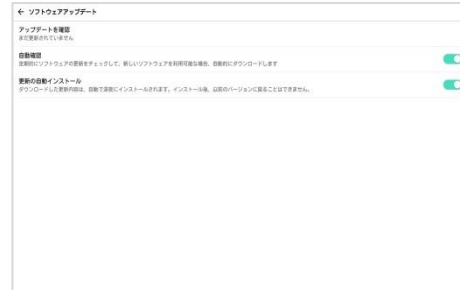 ← ソフトウェアアップデート
アップデートを確認
まだ更新されていません
自動確認
定期的にソフトウェアの更新をチェックして、新しいソフトウェアを利用可能な場合、自動的にダウンロードします
更新の自動インストール
ダウンロードした更新内容は、自動で深夜にインストールされます。インストール後、以前のバージョンに戻ることはできません。